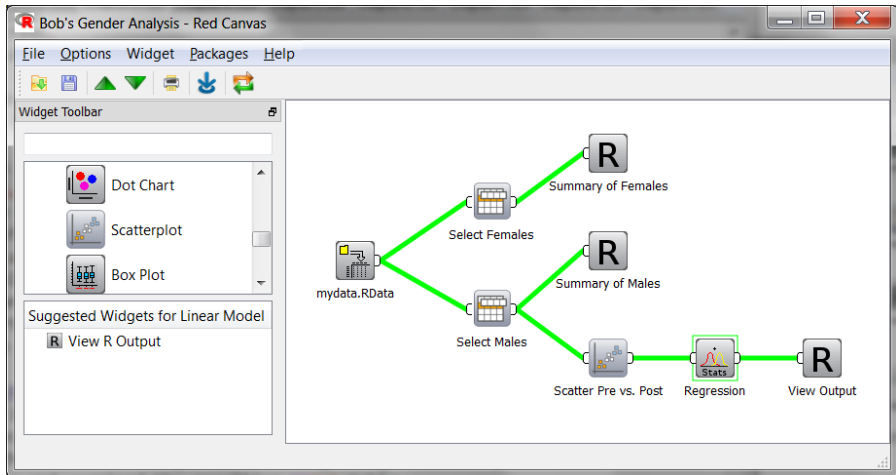 Bob's Gender Analysis - Red Canvas
File Options Widget Packages Help
Widget Toolbar
Dot Chart
Scatterplot
Box Plot
Suggested Widgets for Linear Model
R View R Output
mydata.RData
Select Females
R
Summary of Females
Select Males
R
Summary of Males
Scatter Pre vs. Post
Stats
Regression
R
View Output